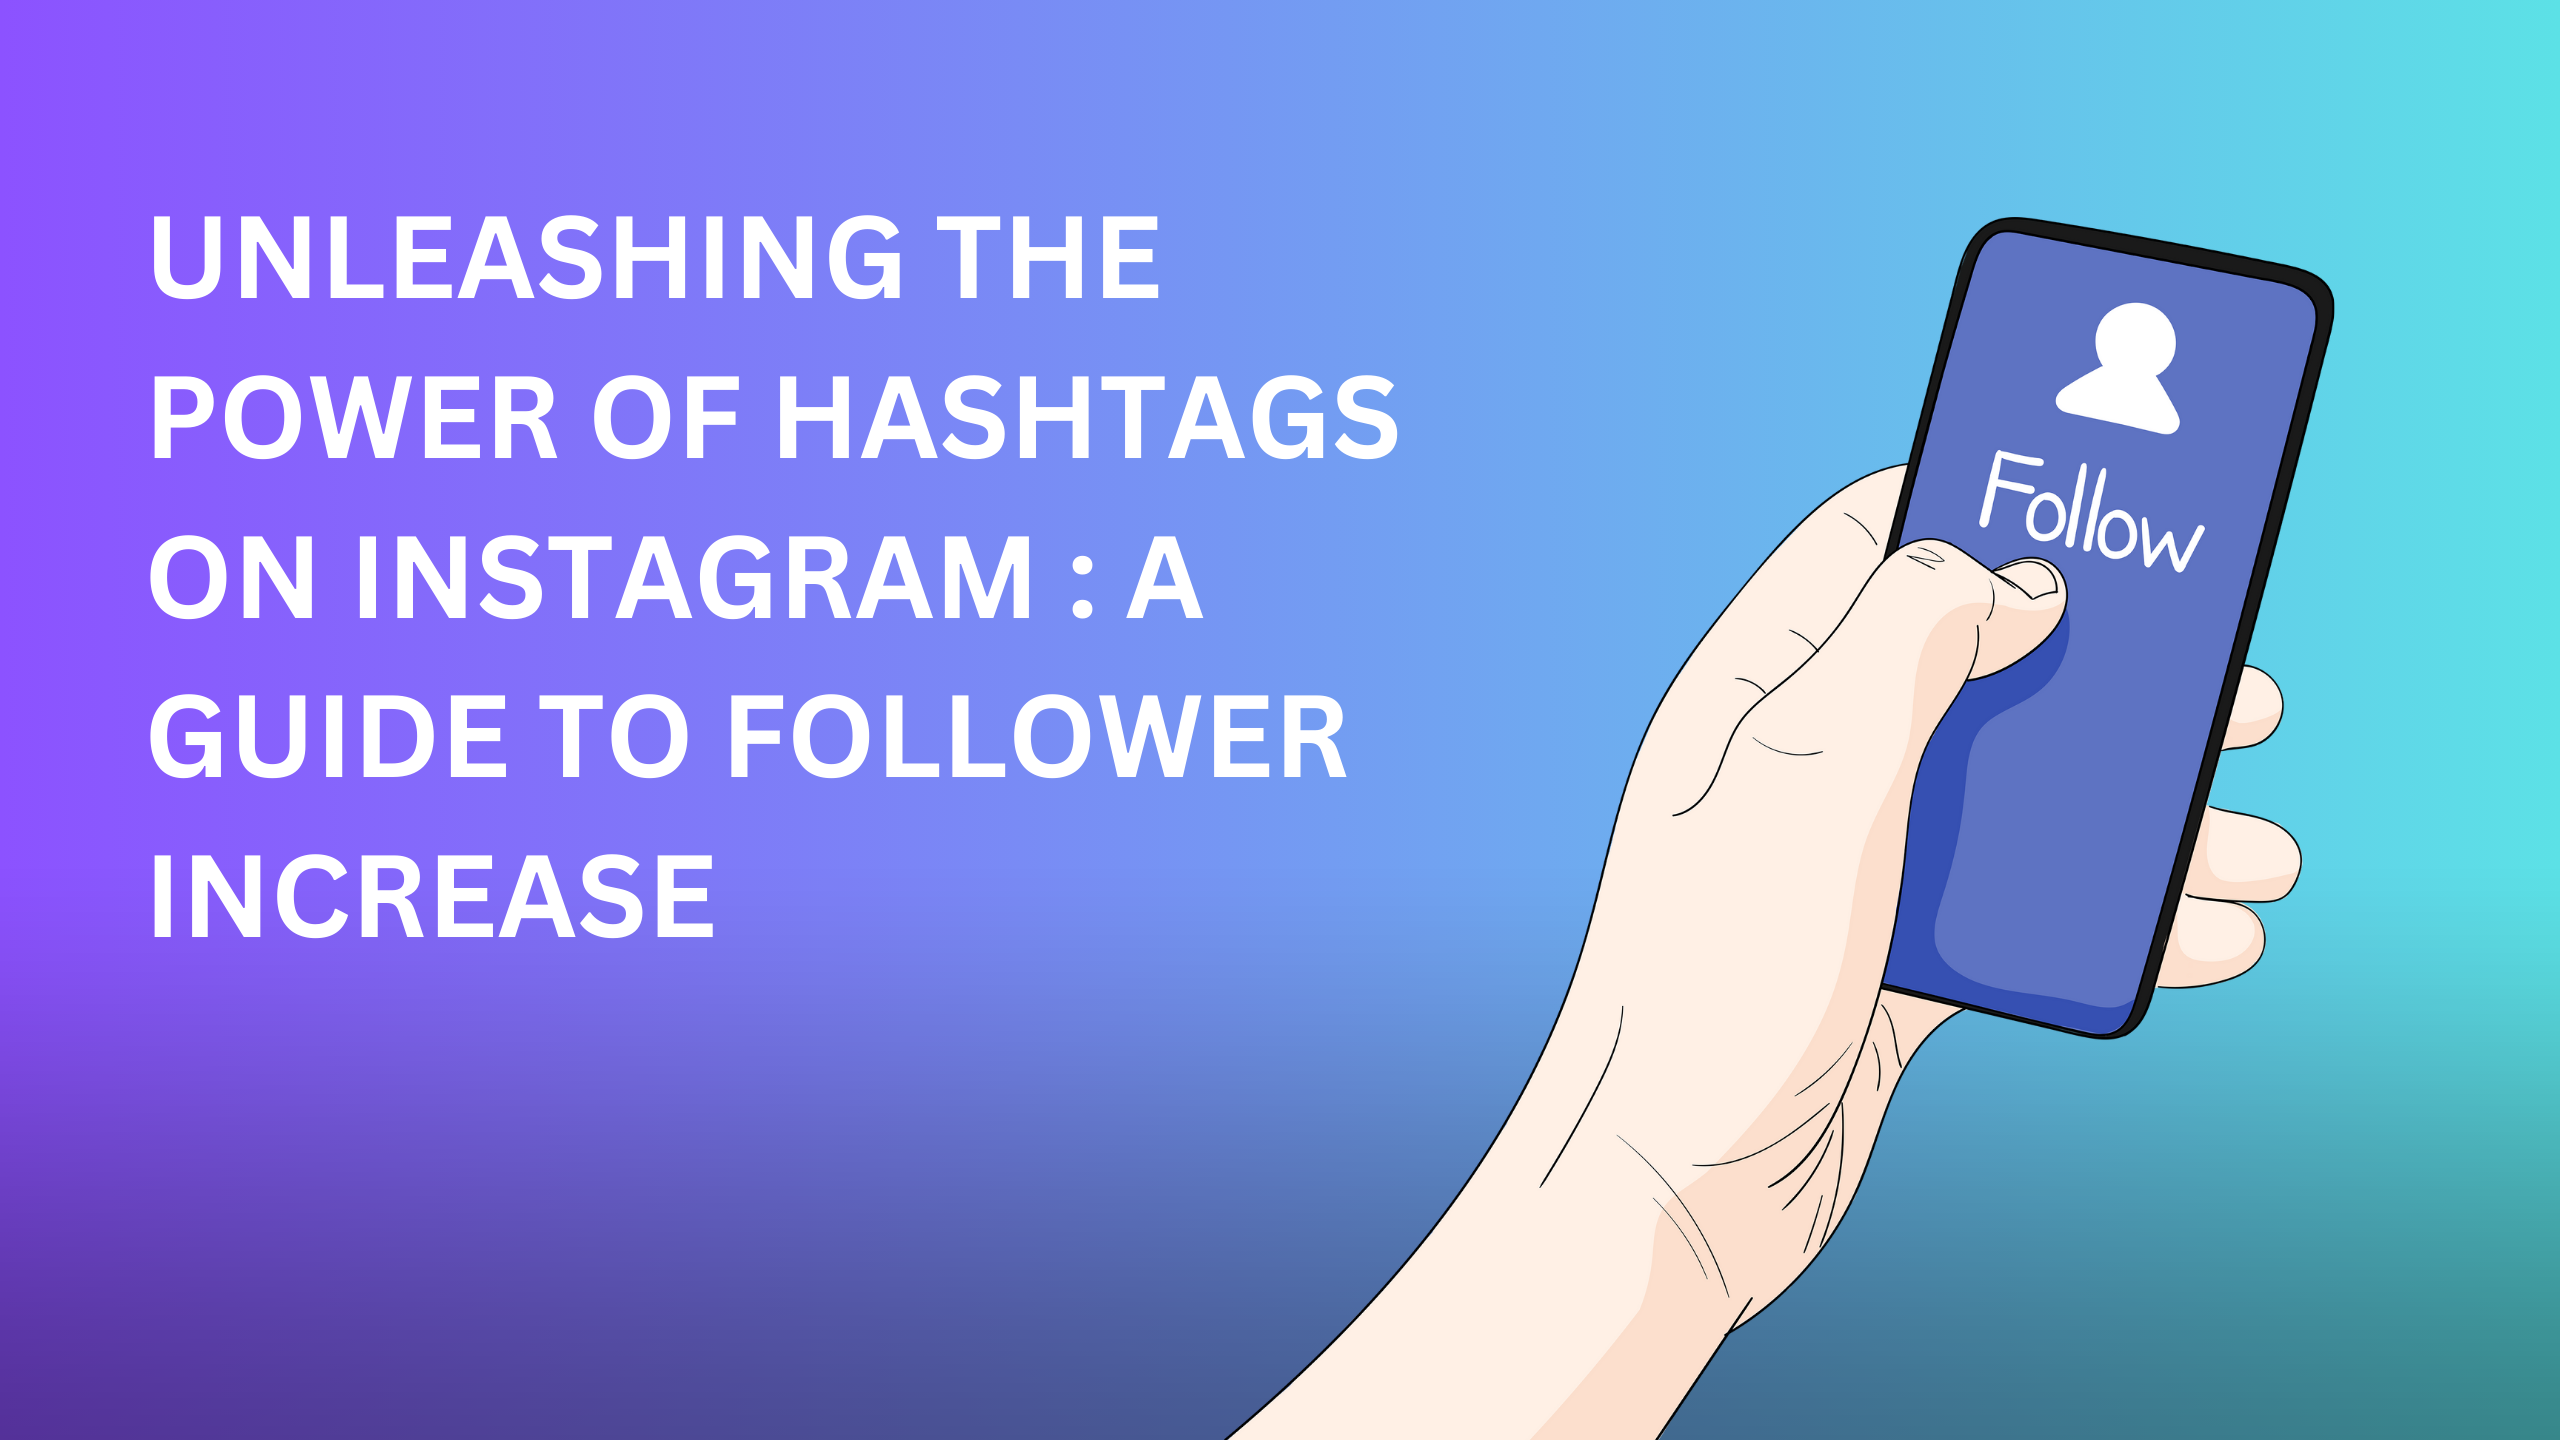 UNLEASHING THE
POWER OF HASHTAGS
ON INSTAGRAM : A
GUIDE TO FOLLOWER
INCREASE
Follow